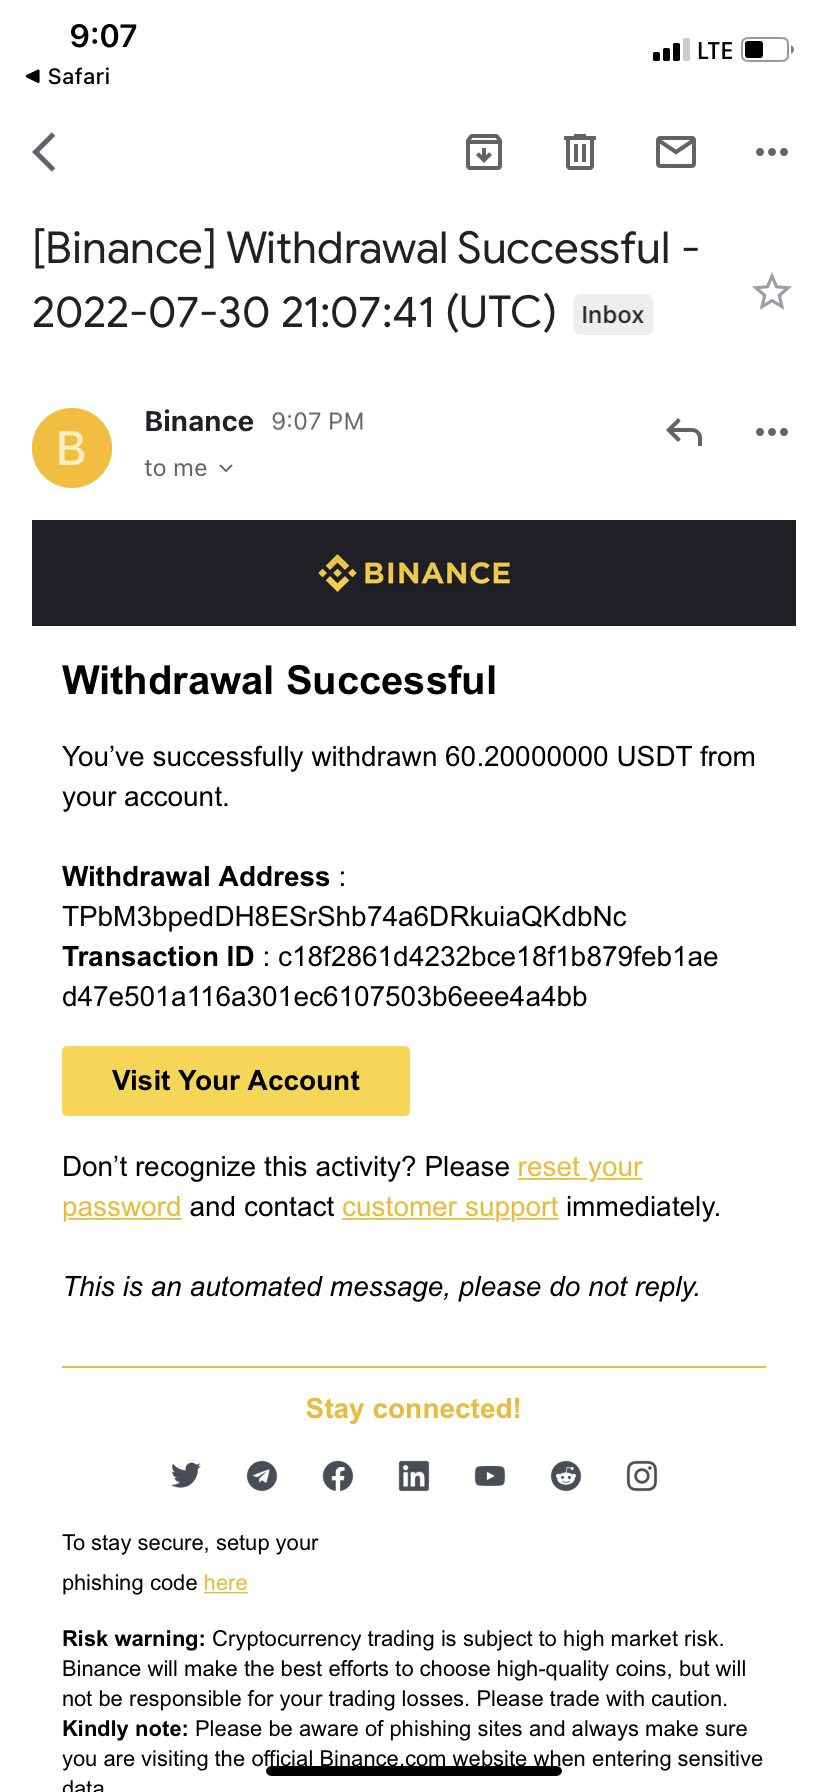 9:07
LTE
◀ Safari
[Binance] Withdrawal Successful -
2022-07-30 21:07:41 (UTC) Inbox
Binance 9:07 PM
B
to me
BINANCE
Withdrawal Successful
You’ve successfully withdrawn 60.20000000 USDT from
your account.
Withdrawal Address :
TPbM3bpedDH8ESrShb74a6DRkuiaQKdbNc
Transaction ID : c18f2861d4232bce18f1b879feb1ae
d47e501a116a301ec6107503b6eee4a4bb
Visit Your Account
Don’t recognize this activity? Please reset your
password and contact customer support immediately.
This is an automated message, please do not reply.
Stay connected!
To stay secure, setup your
phishing code here
Risk warning: Cryptocurrency trading is subject to high market risk.
Binance will make the best efforts to choose high-quality coins, but will
not be responsible for your trading losses. Please trade with caution.
Kindly note: Please be aware of phishing sites and always make sure
you are visiting the official Binance.com website when entering sensitive
data